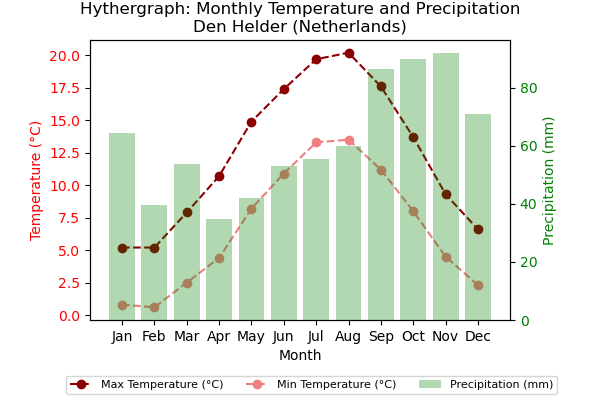 Hythergraph: Monthly Temperature and Precipitation
Den Helder (Netherlands)
Temperature (°C)
20.0
17.5
15.0
12.5
10.0
7.5
5.0
2.5
0.0
Precipitation (mm)
80
60
40
20
0
Jan Feb Mar Apr May Jun Jul Aug Sep Oct Nov Dec
Month
Max Temperature (°C) Min Temperature (°C) Precipitation (mm)